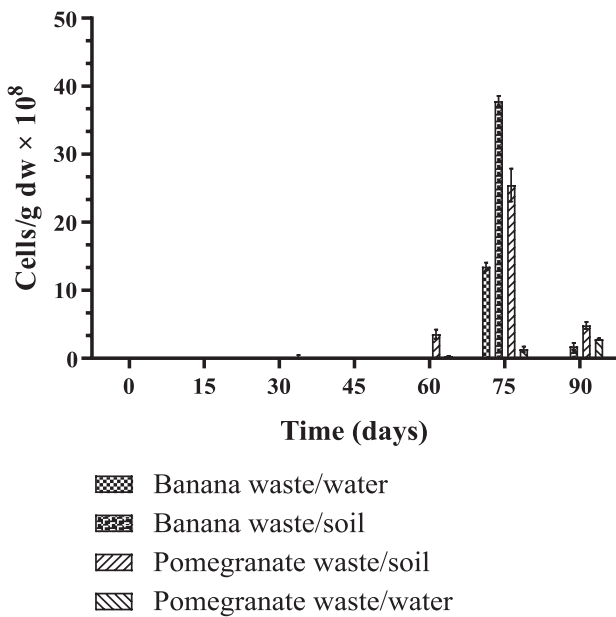 50
40
30
20
10
0
Cells/g dw × 10⁸
0 15 30 45 60 75 90
Time (days)
Banana waste/water
Banana waste/soil
Pomegranate waste/soil
Pomegranate waste/water